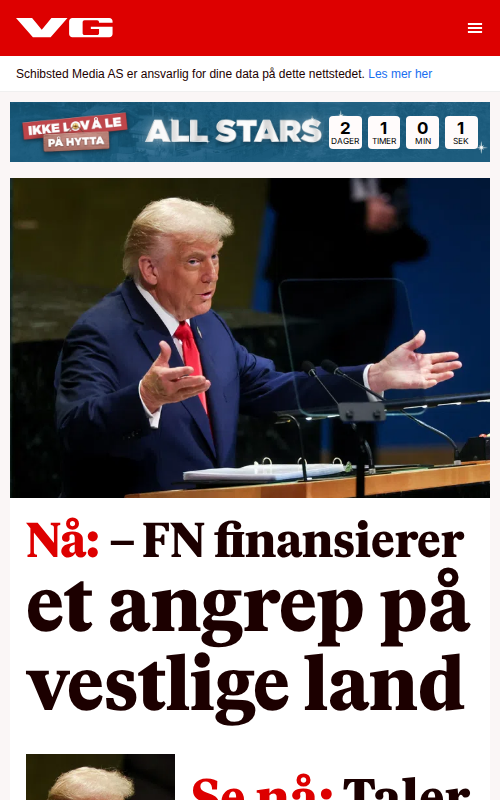 VG
Schibsted Media AS er ansvarlig for dine data på dette nettstedet. Les mer her
IKKE LOV Å LE
PÅ HYTTA
ALL STARS
2 1 0 1
DAGER TIMER MIN SEK
Nå: – FN finansierer
et angrep på
vestlige land
Se nå: Taler